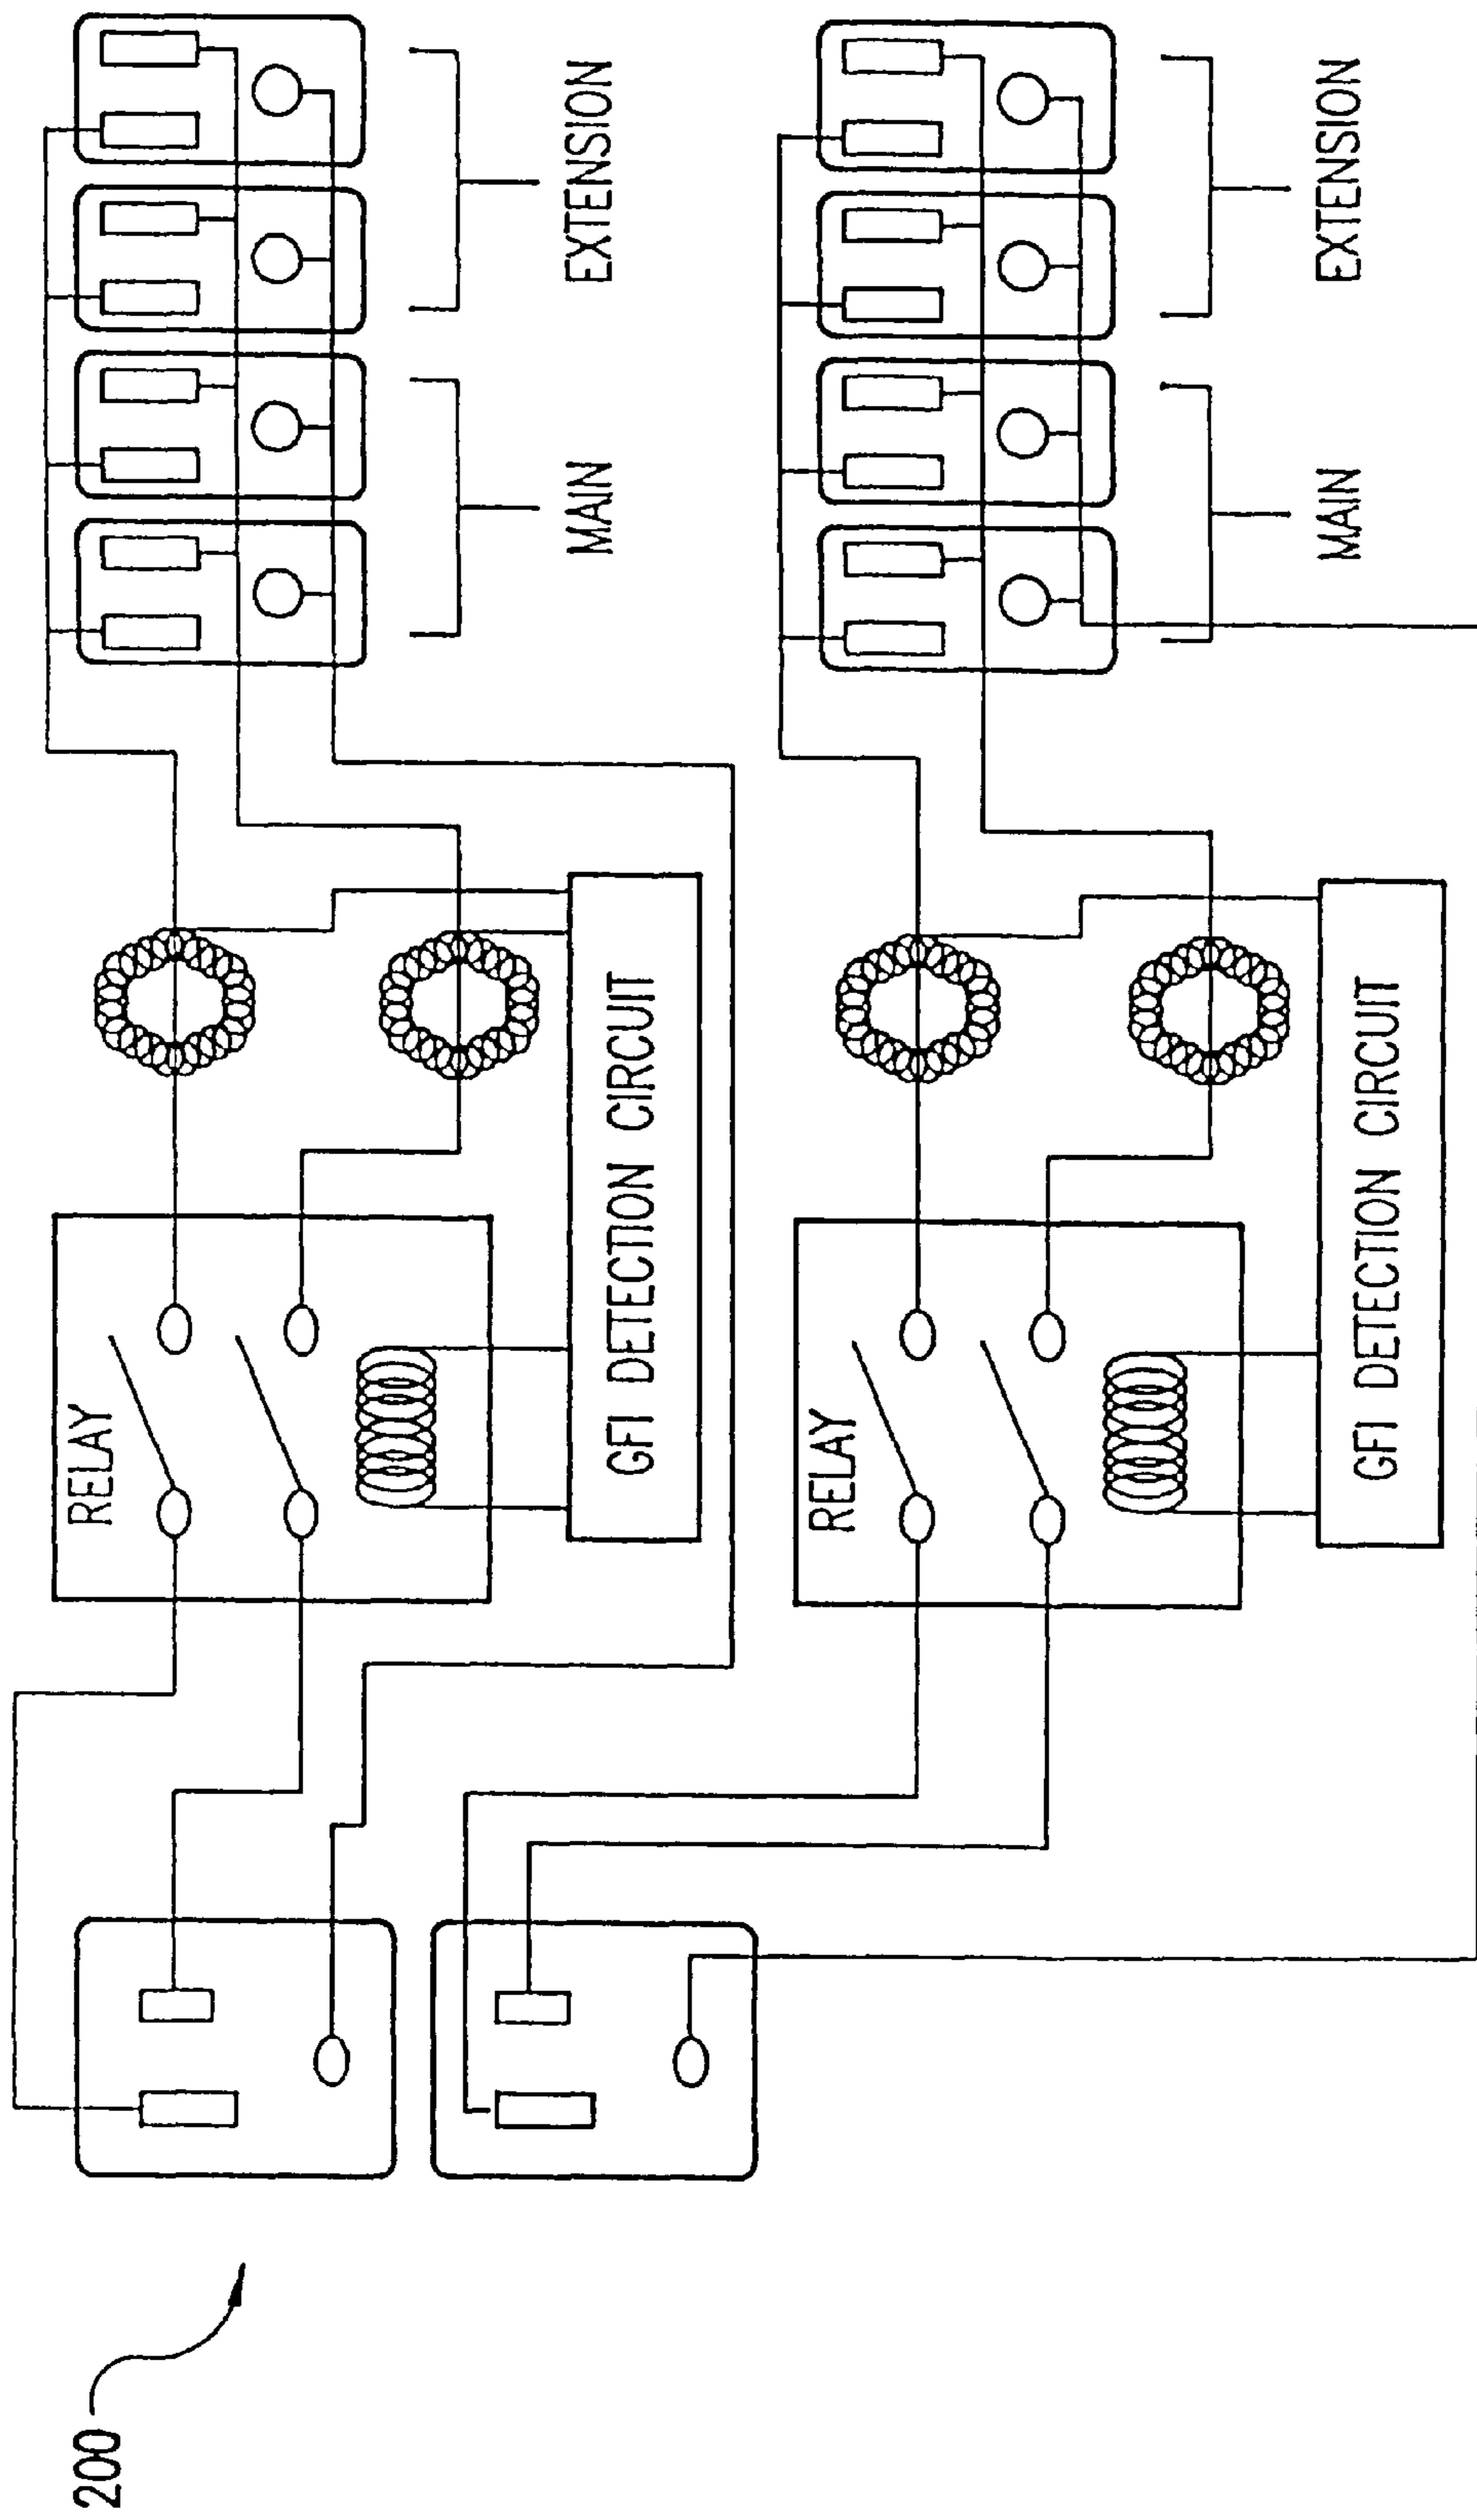 EXTENSION
MAIN
GFI DETECTION CIRCUIT
RELAY
EXTENSION
MAIN
GFI DETECTION CIRCUIT
RELAY
200